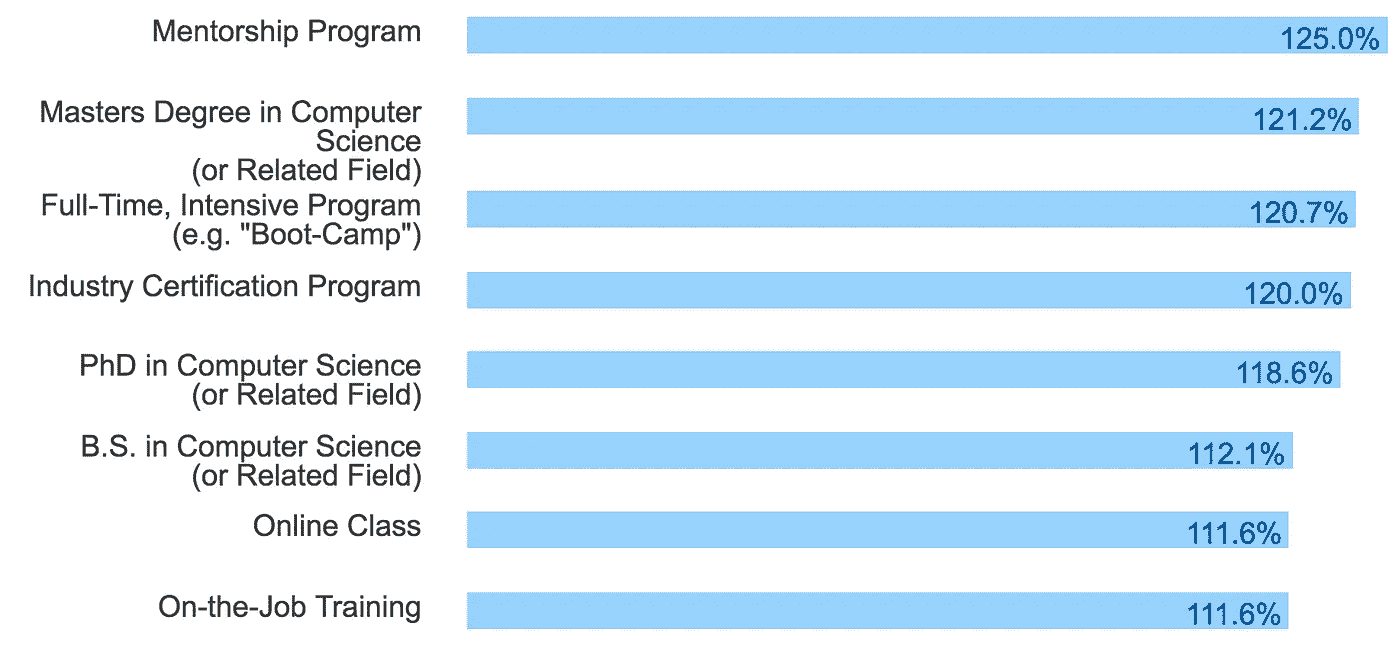 Mentorship Program
125.0%
Masters Degree in Computer
Science
(or Related Field)
121.2%
Full-Time, Intensive Program
(e.g. "Boot-Camp")
120.7%
Industry Certification Program
120.0%
PhD in Computer Science
(or Related Field)
118.6%
B.S. in Computer Science
(or Related Field)
112.1%
Online Class
111.6%
On-the-Job Training
111.6%